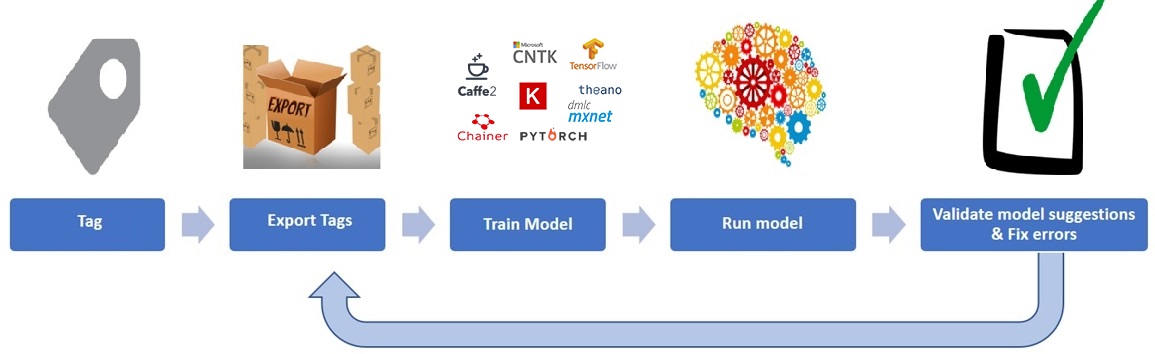 EXPORT
Microsoft
CNTK
TensorFlow
Caffe2
K
theano
dmlc
mxnet
Chainer
PYTORCH
Tag
Export Tags
Train Model
Run model
Validate model suggestions
& Fix errors